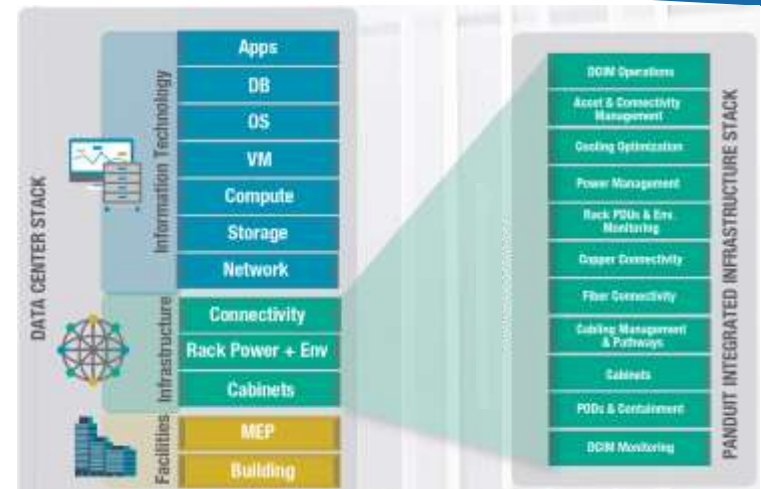 DATA CENTER STACK
Information Technology
Apps
DB
OS
VM
Compute
Storage
Network
Infrastructure
Connectivity
Rack Power + Env
Cabinets
Facilities
MEP
Building
DCIM Operations
Asset & Connectivity
Management
Cooling Optimization
Power Management
Rack PDUs & Env.
Monitoring
Copper Connectivity
Fiber Connectivity
Cabling Management
& Pathways
Cabinets
PODs & Containment
DCIM Monitoring
PANDUIT INTEGRATED INFRASTRUCTURE STACK